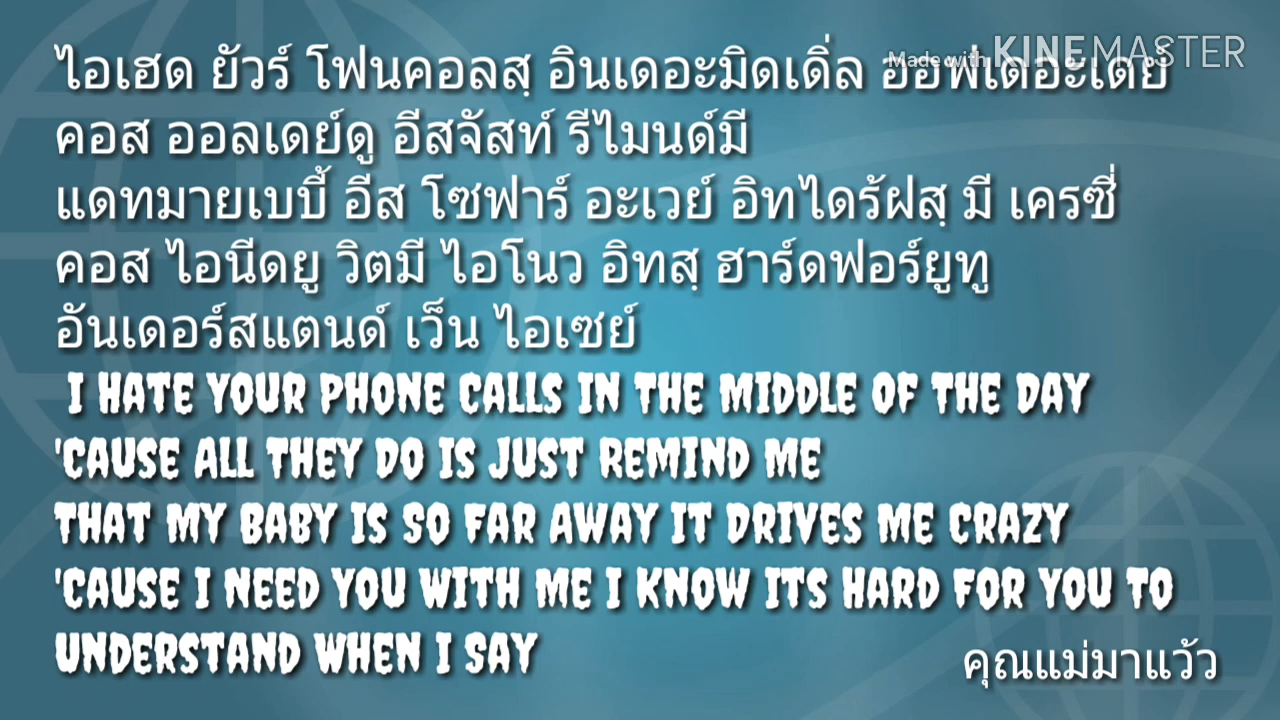 ไอเฮด ยัวร์ โฟนคอลสฺ อินเดอะมิดเดิ่ล ออฟเดอะเดย์
Made with KINEMASTER
คอส ออลเดย์ดู อีสจัสท์ รีไมนด์มี
แดทมายเบบี้ อีส โซฟาร์ อะเวย์ อิทไดร้ฝสฺ มี เครซี่
คอส ไอนีดยู วิตมี ไอโนว อิทสฺ ฮาร์ดฟอร์ยูทู
อันเดอร์สแตนด์ เว็น ไอเซย์
I HATE YOUR PHONE CALLS IN THE MIDDLE OF THE DAY
'CAUSE ALL THEY DO IS JUST REMIND ME
THAT MY BABY IS SO FAR AWAY IT DRIVES ME CRAZY
'CAUSE I NEED YOU WITH ME I KNOW ITS HARD FOR YOU TO
UNDERSTAND WHEN I SAY
คุณแม่มาแว้ว